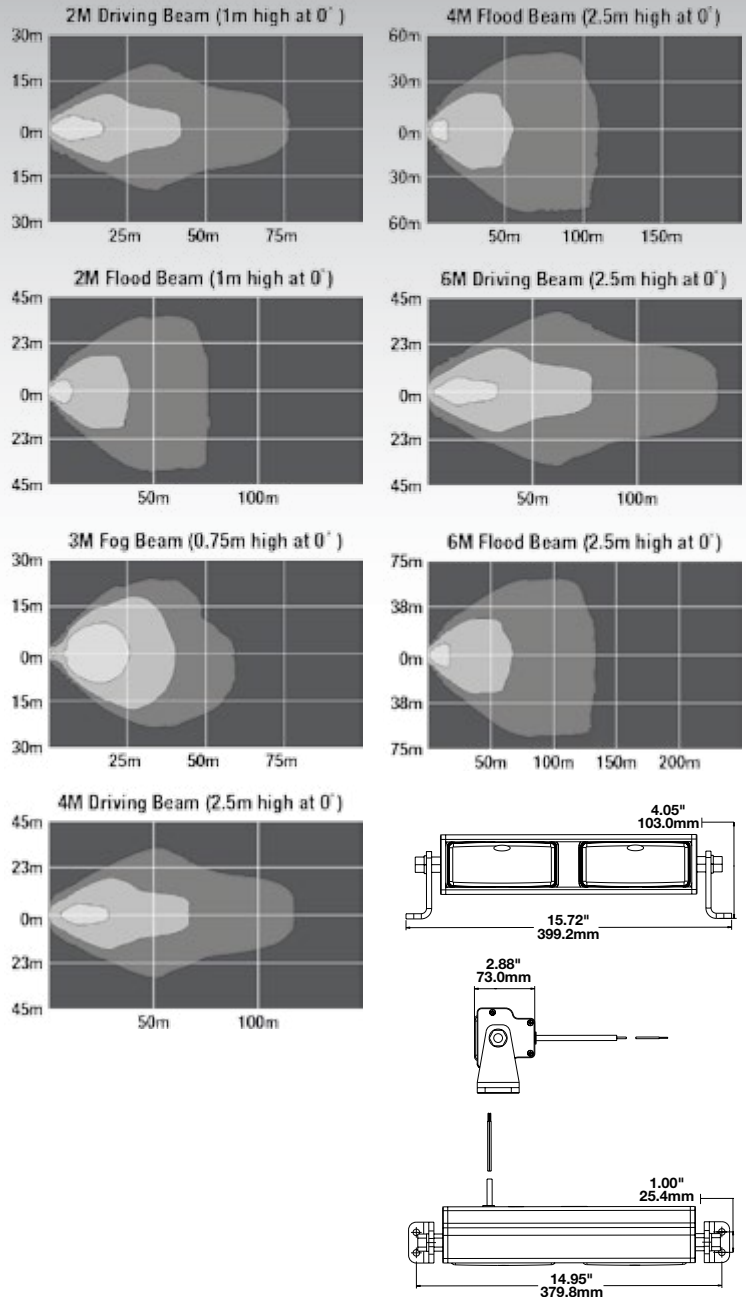 2M Driving Beam (1m high at 0˚ )
30m
15m
0m
15m
30m
25m 50m 75m
4M Flood Beam (2.5m high at 0˚)
60m
30m
0m
30m
60m
50m 100m 150m
2M Flood Beam (1m high at 0˚)
45m
23m
0m
23m
45m
50m 100m
6M Driving Beam (2.5m high at 0˚)
45m
23m
0m
23m
45m
50m 100m
3M Fog Beam (0.75m high at 0˚ )
30m
15m
0m
15m
30m
25m 50m 75m
6M Flood Beam (2.5m high at 0˚)
75m
38m
0m
38m
75m
50m 100m 150m 200m
4M Driving Beam (2.5m high at 0˚)
45m
23m
0m
23m
45m
50m 100m
4.05"
103.0mm
15.72"
399.2mm
2.88"
73.0mm
1.00"
25.4mm
14.95"
379.8mm